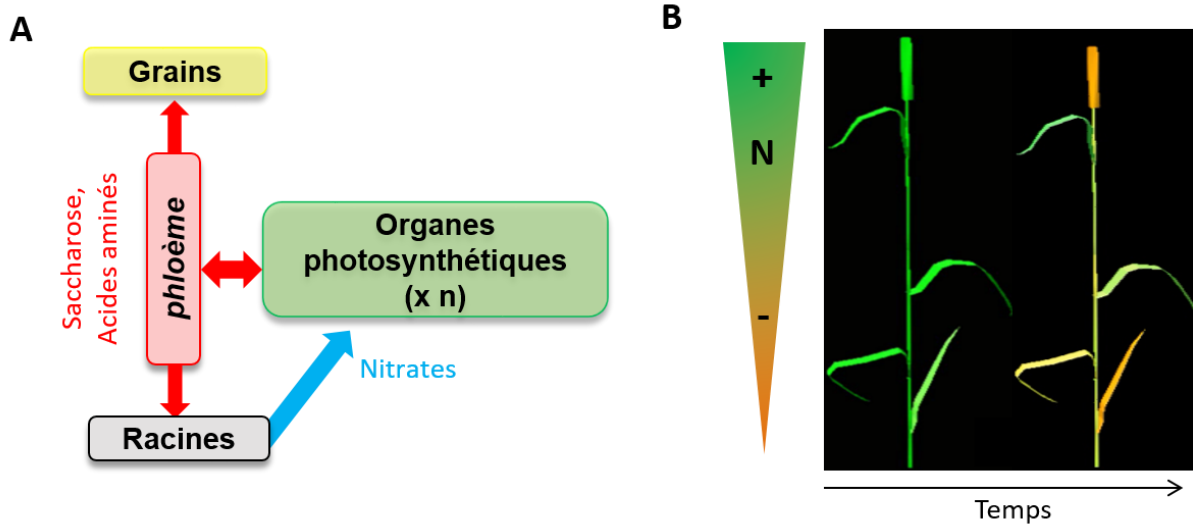 A
Grains
Saccharose,
Acides aminés
phloème
Organes
photosynthétiques
(x n)
Nitrates
Racines
B
+
N
-
Temps